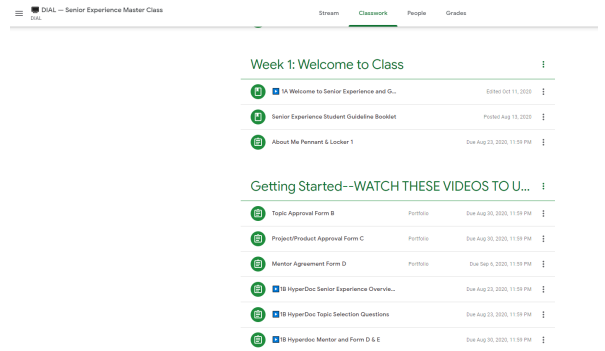 DIAL — Senior Experience Master Class
DIAL
Stream Classwork People Grades
Week 1: Welcome to Class
1A Welcome to Senior Experience and G... Edited Oct 11, 2020
Senior Experience Student Guideline Booklet Posted Aug 13, 2020
About Me Pennant & Locker 1 Due Aug 23, 2020, 11:59 PM
Getting Started--WATCH THESE VIDEOS TO U...
Topic Approval Form B Portfolio Due Aug 30, 2020, 11:59 PM
Project/Product Approval Form C Portfolio Due Aug 30, 2020, 11:59 PM
Mentor Agreement Form D Portfolio Due Sep 6, 2020, 11:59 PM
1B HyperDoc Senior Experience Overvie... Due Aug 23, 2020, 11:59 PM
1B HyperDoc Topic Selection Questions Due Aug 23, 2020, 11:59 PM
1B Hyperdoc Mentor and Form D & E Due Aug 30, 2020, 11:59 PM